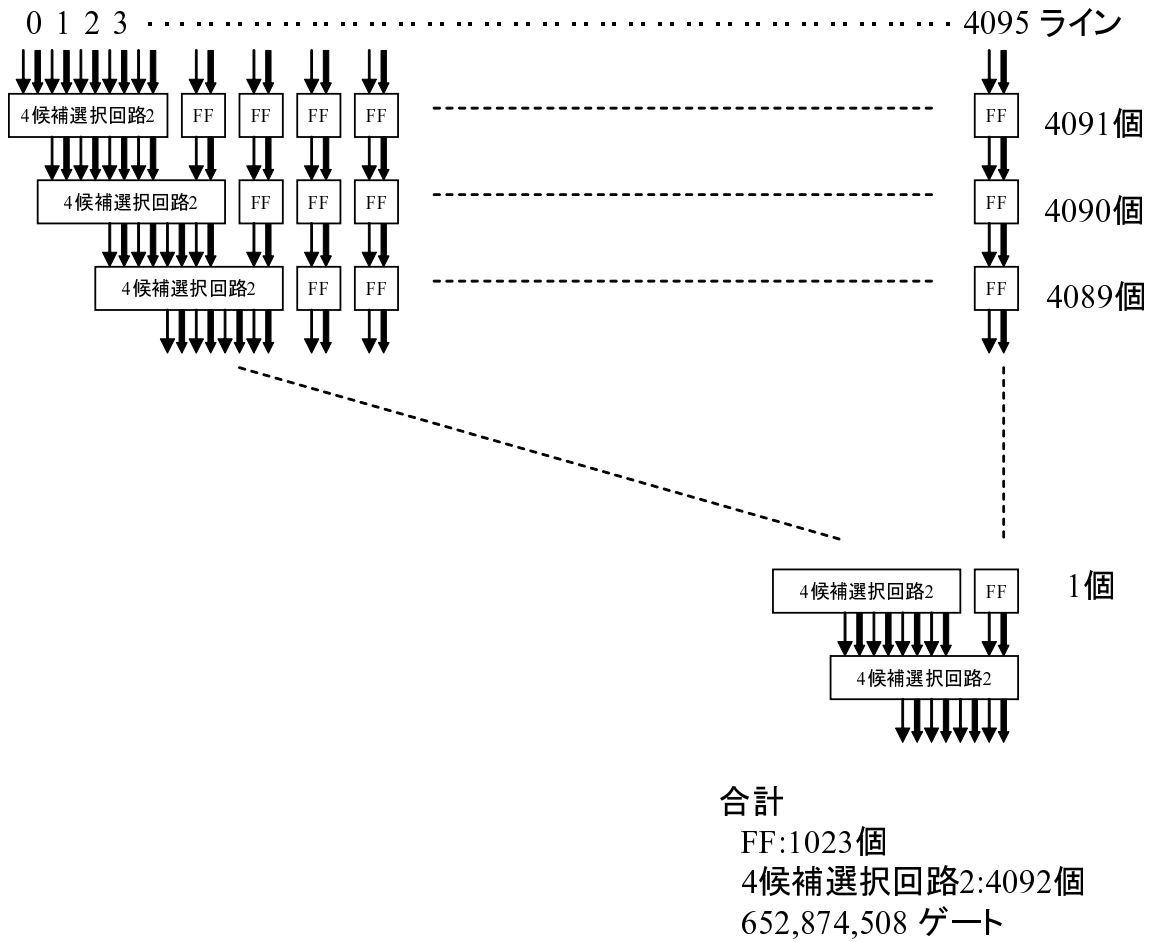 0 1 2 3 ・・・・・・・・・・・・・・・・・・・・・・・・・・・・・・ 4095 ライン
4候補選択回路2 FF FF FF FF FF 4091個
4候補選択回路2 FF FF FF FF 4090個
4候補選択回路2 FF FF FF 4089個
4候補選択回路2 FF 1個
4候補選択回路2
合計
FF:1023個
4候補選択回路2:4092個
652,874,508 ゲート